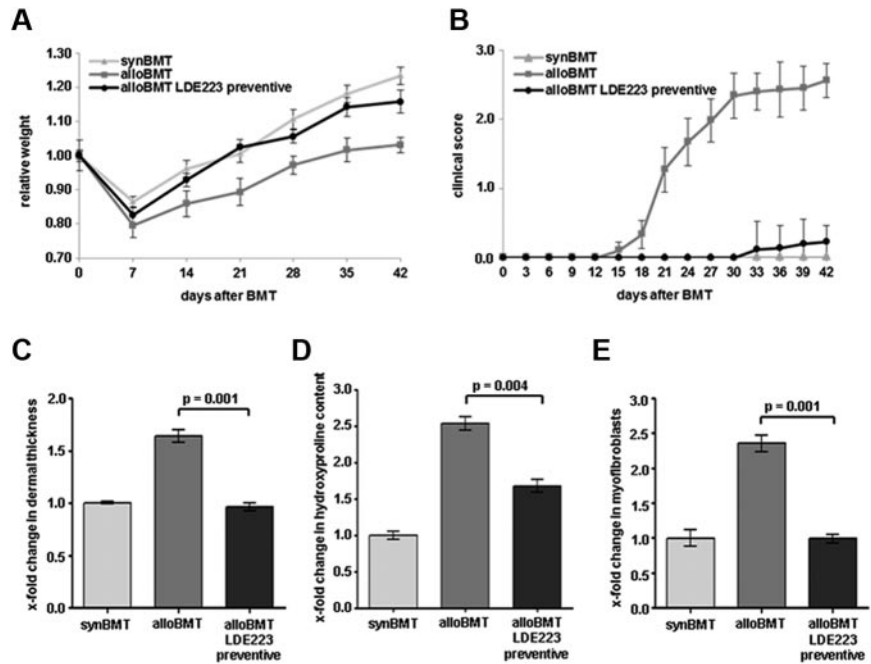 A
1.30
1.20
1.10
1.00
0.90
0.80
0.70
relative weight
synBMT
alloBMT
alloBMT LDE223 preventive
0 7 14 21 28 35 42
days after BMT
B
3.0
2.0
1.0
0.0
clinical score
synBMT
alloBMT
alloBMT LDE223 preventive
0 3 6 9 12 15 18 21 24 27 30 33 36 39 42
days after BMT
C
x-fold change in dermal thickness
2.0
1.5
1.0
0.5
0.0
p = 0.001
synBMT alloBMT alloBMT
LDE223
preventive
D
x-fold change in hydroxyproline content
3.0
2.5
2.0
1.5
1.0
0.5
0.0
p = 0.004
synBMT alloBMT alloBMT
LDE223
preventive
E
x-fold change in myofibroblasts
3.0
2.5
2.0
1.5
1.0
0.5
0.0
p = 0.001
synBMT alloBMT alloBMT
LDE223
preventive